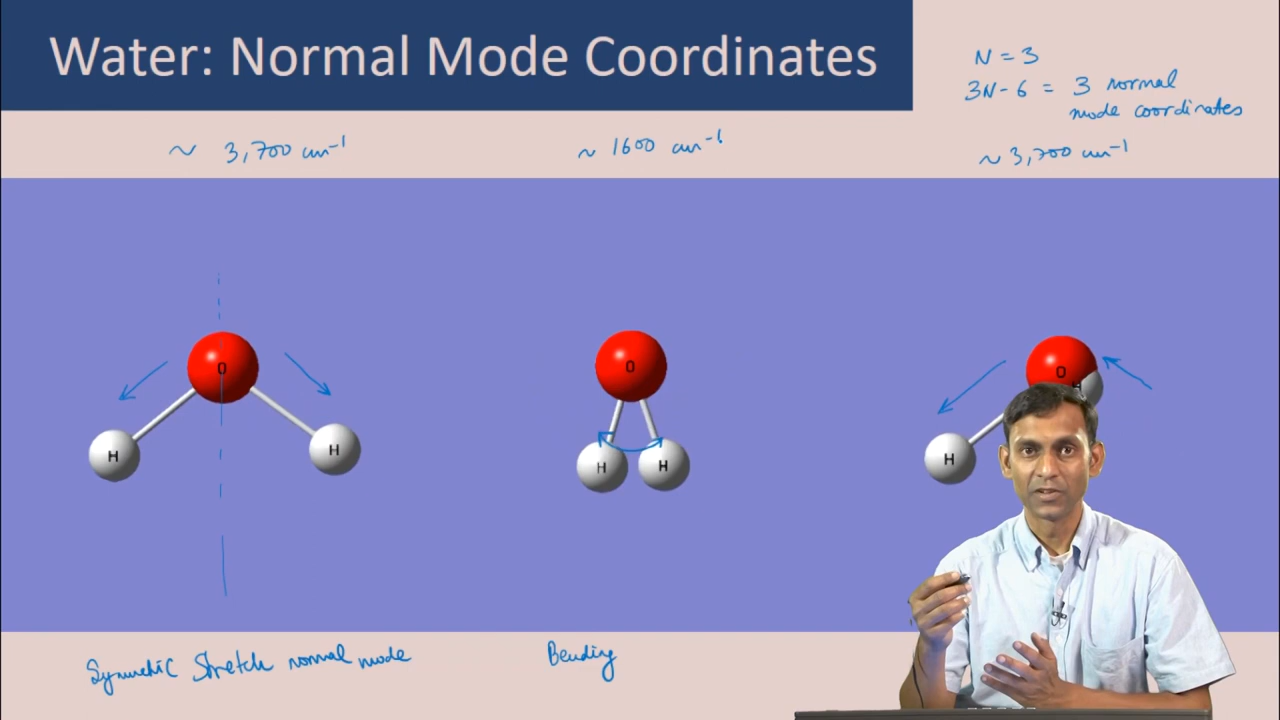 Water: Normal Mode Coordinates
N = 3
3N - 6 = 3 normal
mode coordinates
~ 3,700 cm⁻¹
~ 1600 cm⁻¹
~ 3,700 cm⁻¹
O
H
H
O
H
H
O
H
H
Symmetric Stretch normal mode
Bending